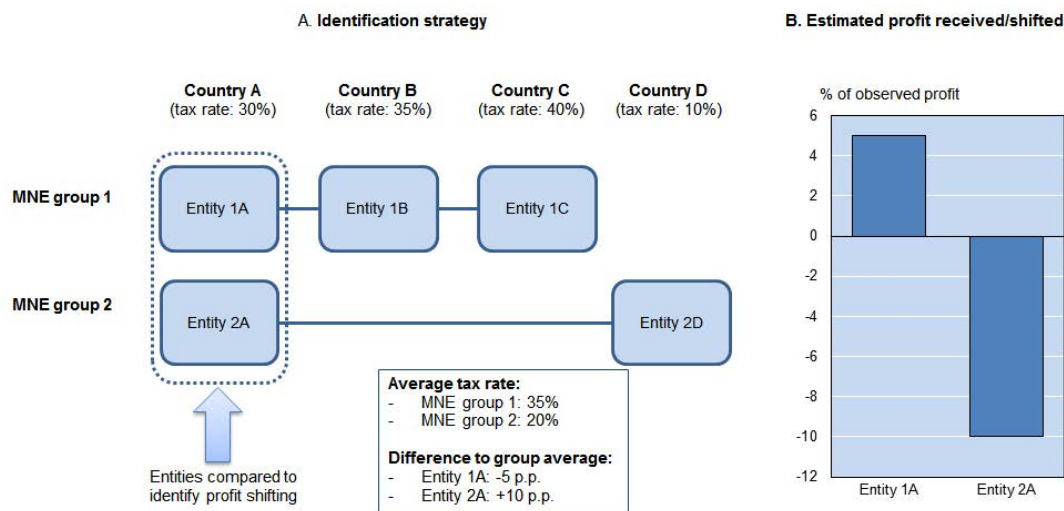 A. Identification strategy
B. Estimated profit received/shifted
Country A
(tax rate: 30%)
Country B
(tax rate: 35%)
Country C
(tax rate: 40%)
Country D
(tax rate: 10%)
MNE group 1
Entity 1A
Entity 1B
Entity 1C
MNE group 2
Entity 2A
Entity 2D
Entities compared to
identify profit shifting
Average tax rate:
- MNE group 1: 35%
- MNE group 2: 20%
Difference to group average:
- Entity 1A: -5 p.p.
- Entity 2A: +10 p.p.
% of observed profit
6
4
2
0
-2
-4
-6
-8
-10
-12
Entity 1A
Entity 2A